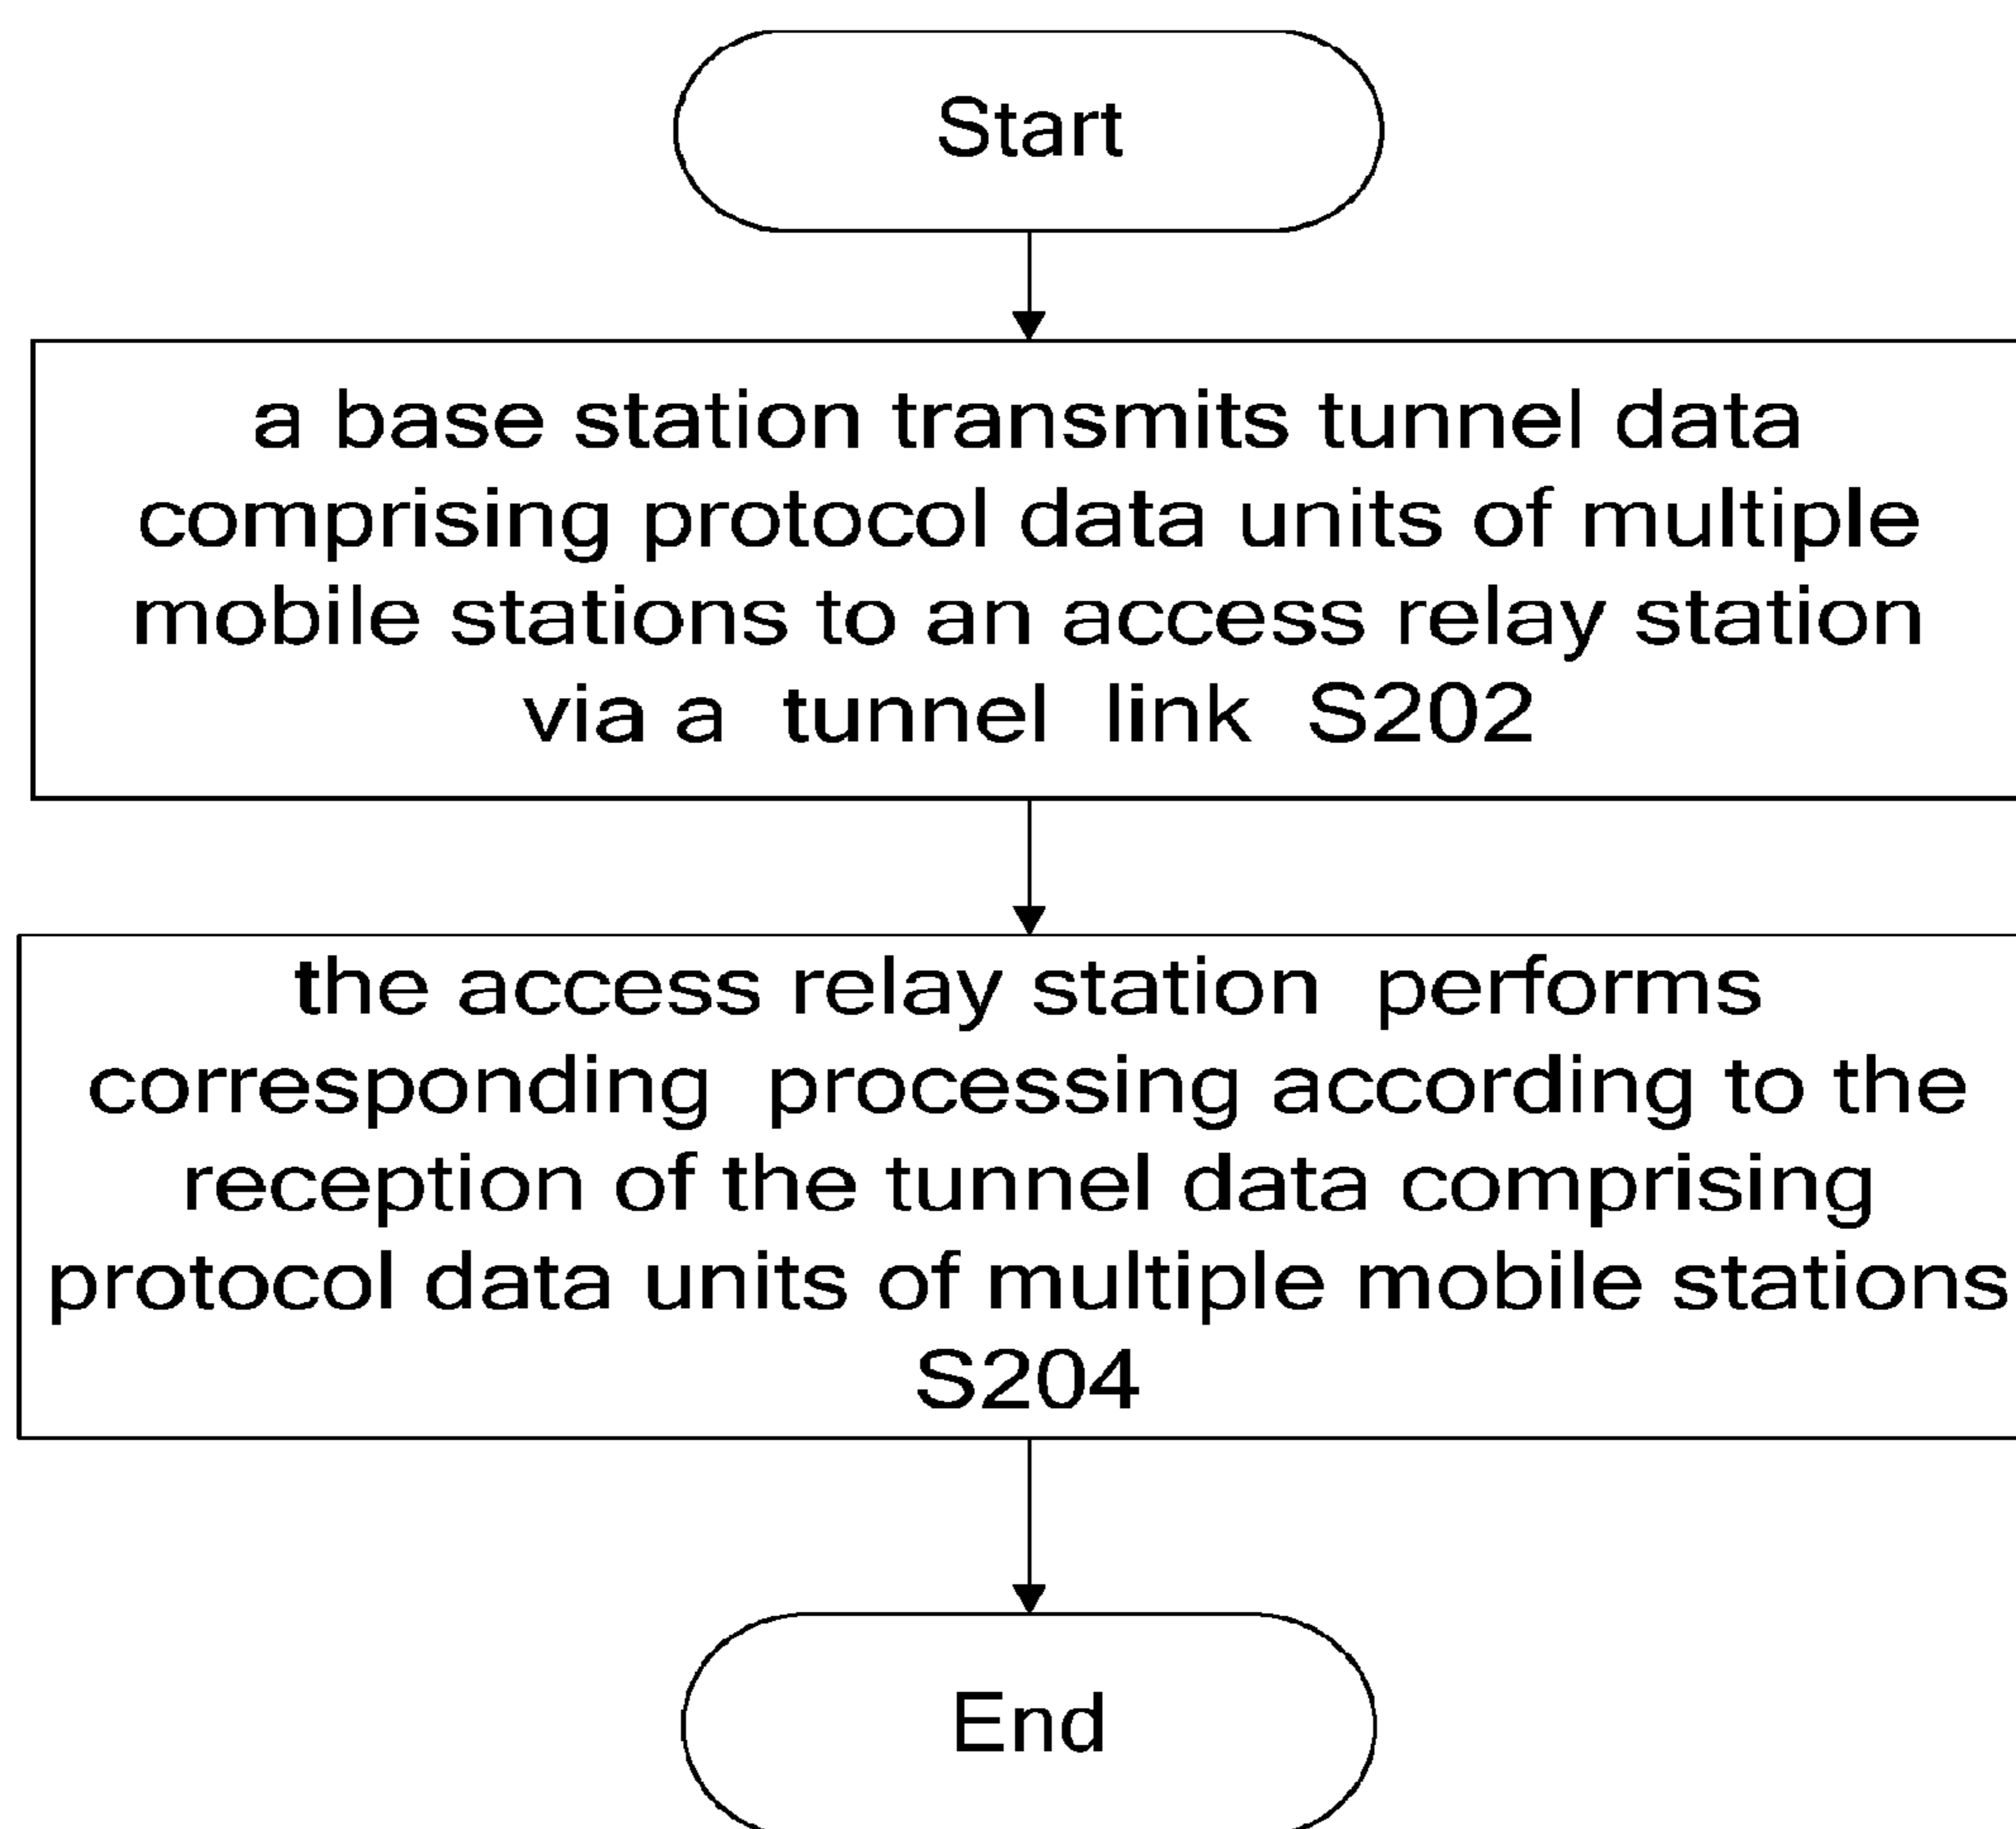 Start
a base station transmits tunnel data
comprising protocol data units of multiple
mobile stations to an access relay station
via a tunnel link S202
the access relay station performs
corresponding processing according to the
reception of the tunnel data comprising
protocol data units of multiple mobile stations
S204
End